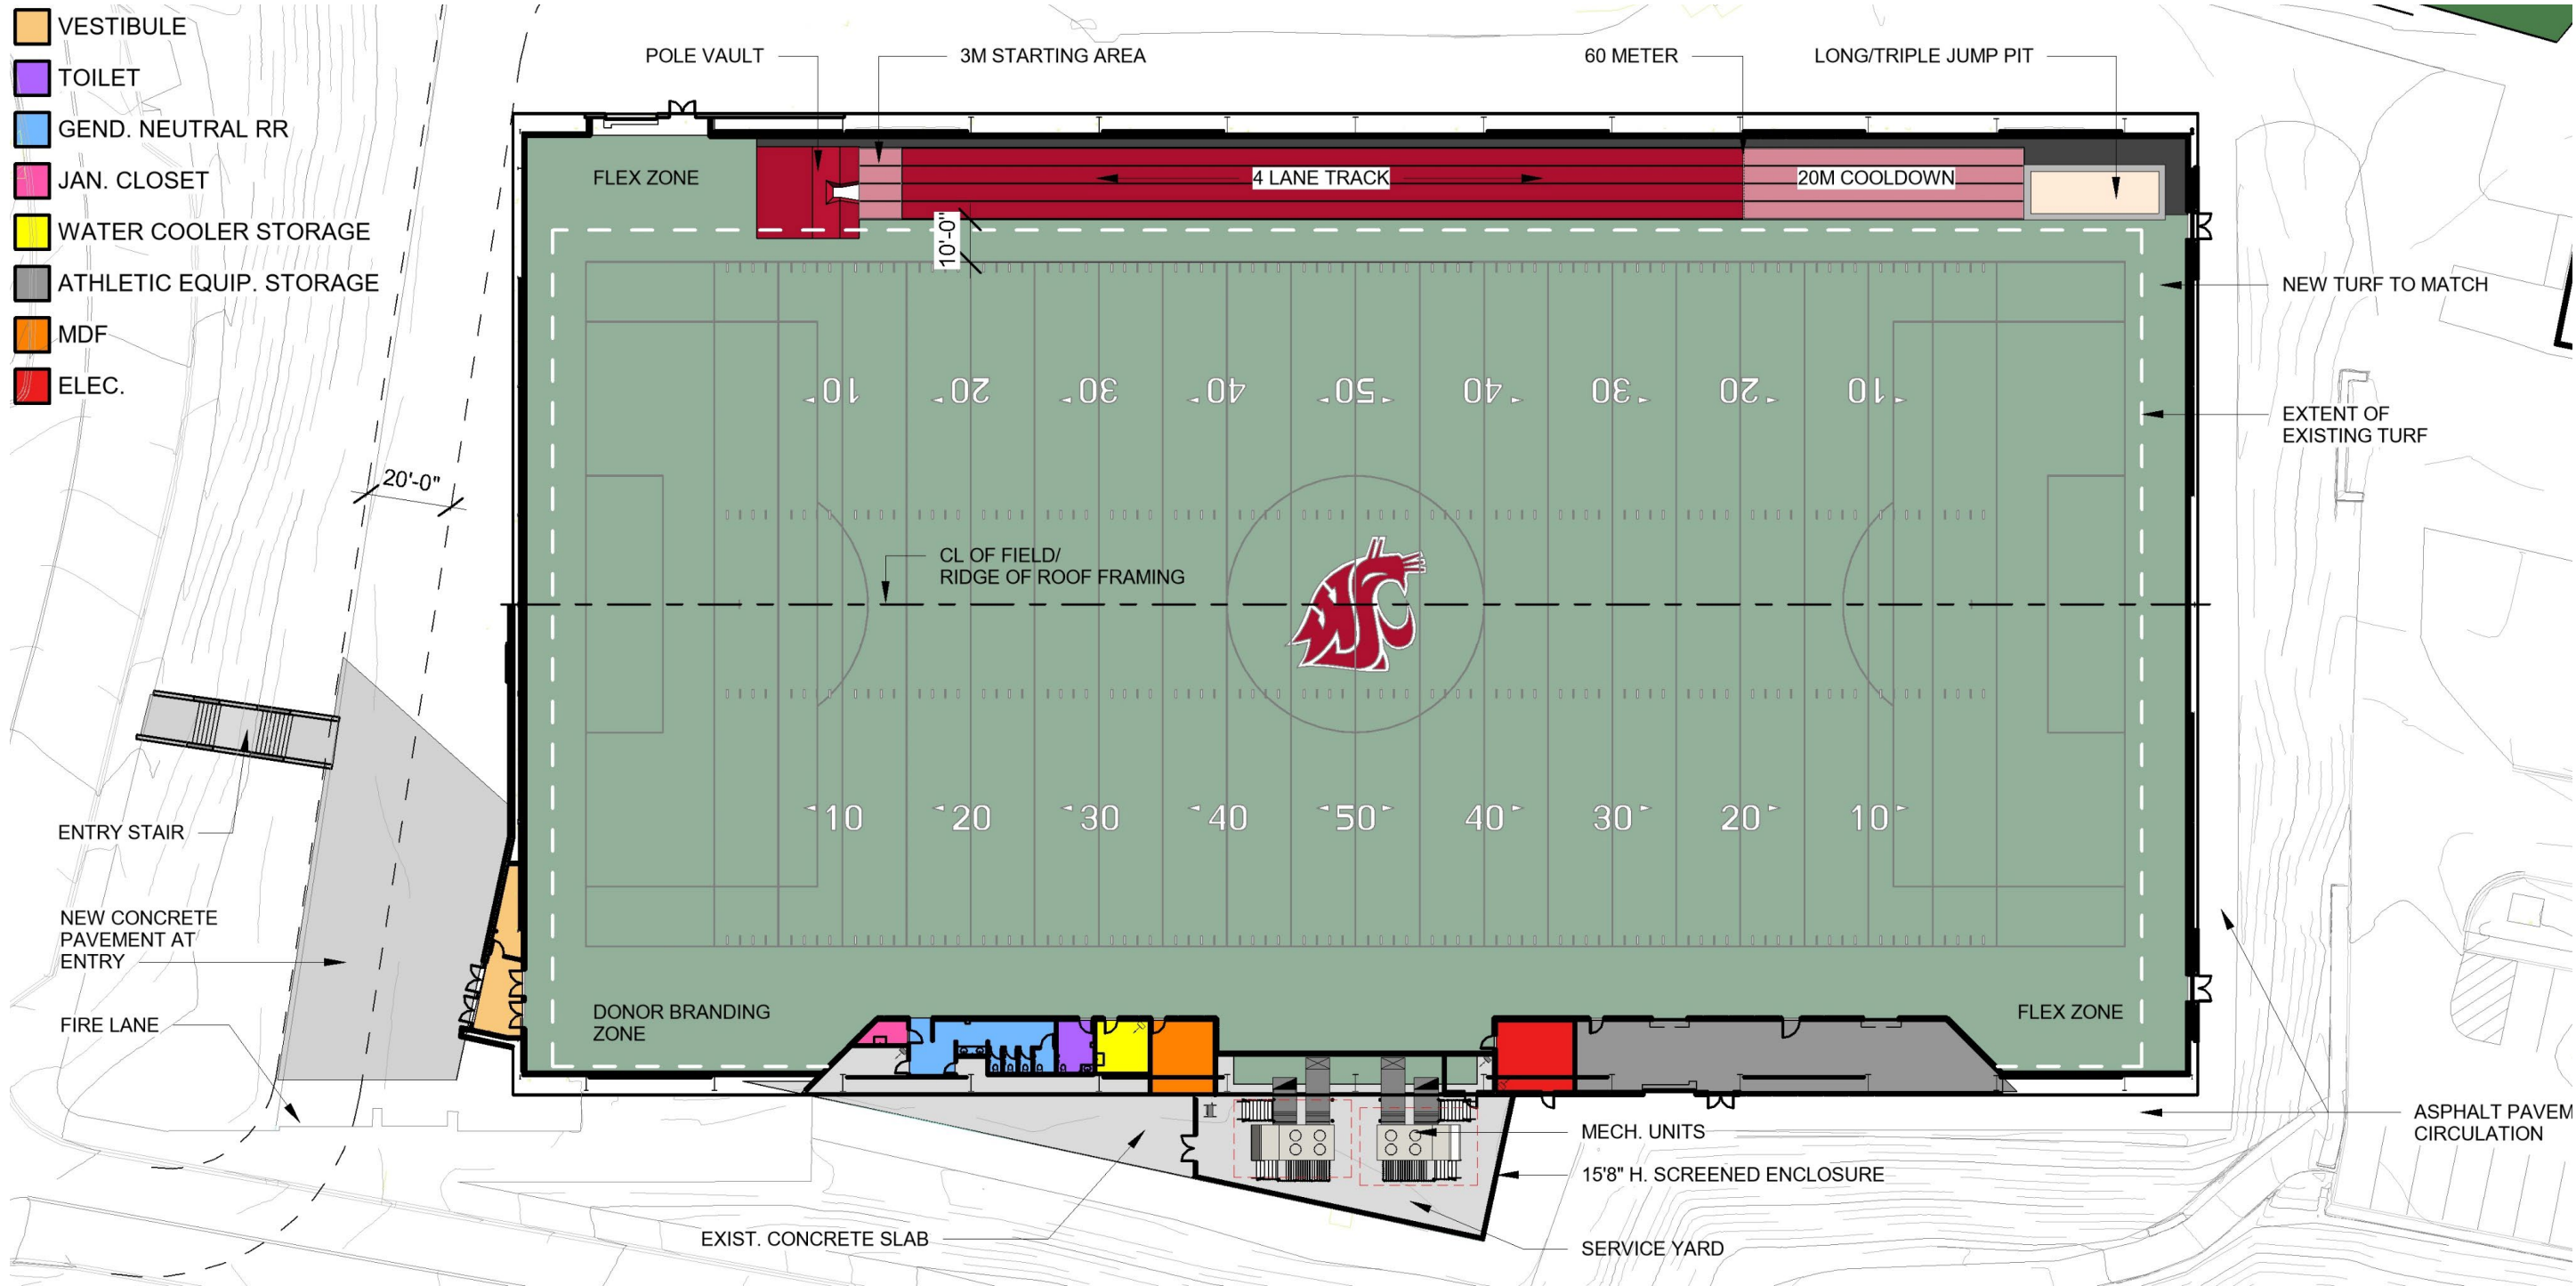 VESTIBULE
TOILET
GEND. NEUTRAL RR
JAN. CLOSET
WATER COOLER STORAGE
ATHLETIC EQUIP. STORAGE
MDF
ELEC.
POLE VAULT
3M STARTING AREA
60 METER
LONG/TRIPLE JUMP PIT
FLEX ZONE
4 LANE TRACK
20M COOLDOWN
10'-0"
NEW TURF TO MATCH
10 20 30 40 50 40 30 20 10
EXTENT OF
EXISTING TURF
20'-0"
CL OF FIELD/
RIDGE OF ROOF FRAMING
10 20 30 40 50 40 30 20 10
ENTRY STAIR
NEW CONCRETE
PAVEMENT AT
ENTRY
FIRE LANE
DONOR BRANDING
ZONE
FLEX ZONE
MECH. UNITS
15'8" H. SCREENED ENCLOSURE
ASPHALT PAVEM
CIRCULATION
EXIST. CONCRETE SLAB
SERVICE YARD